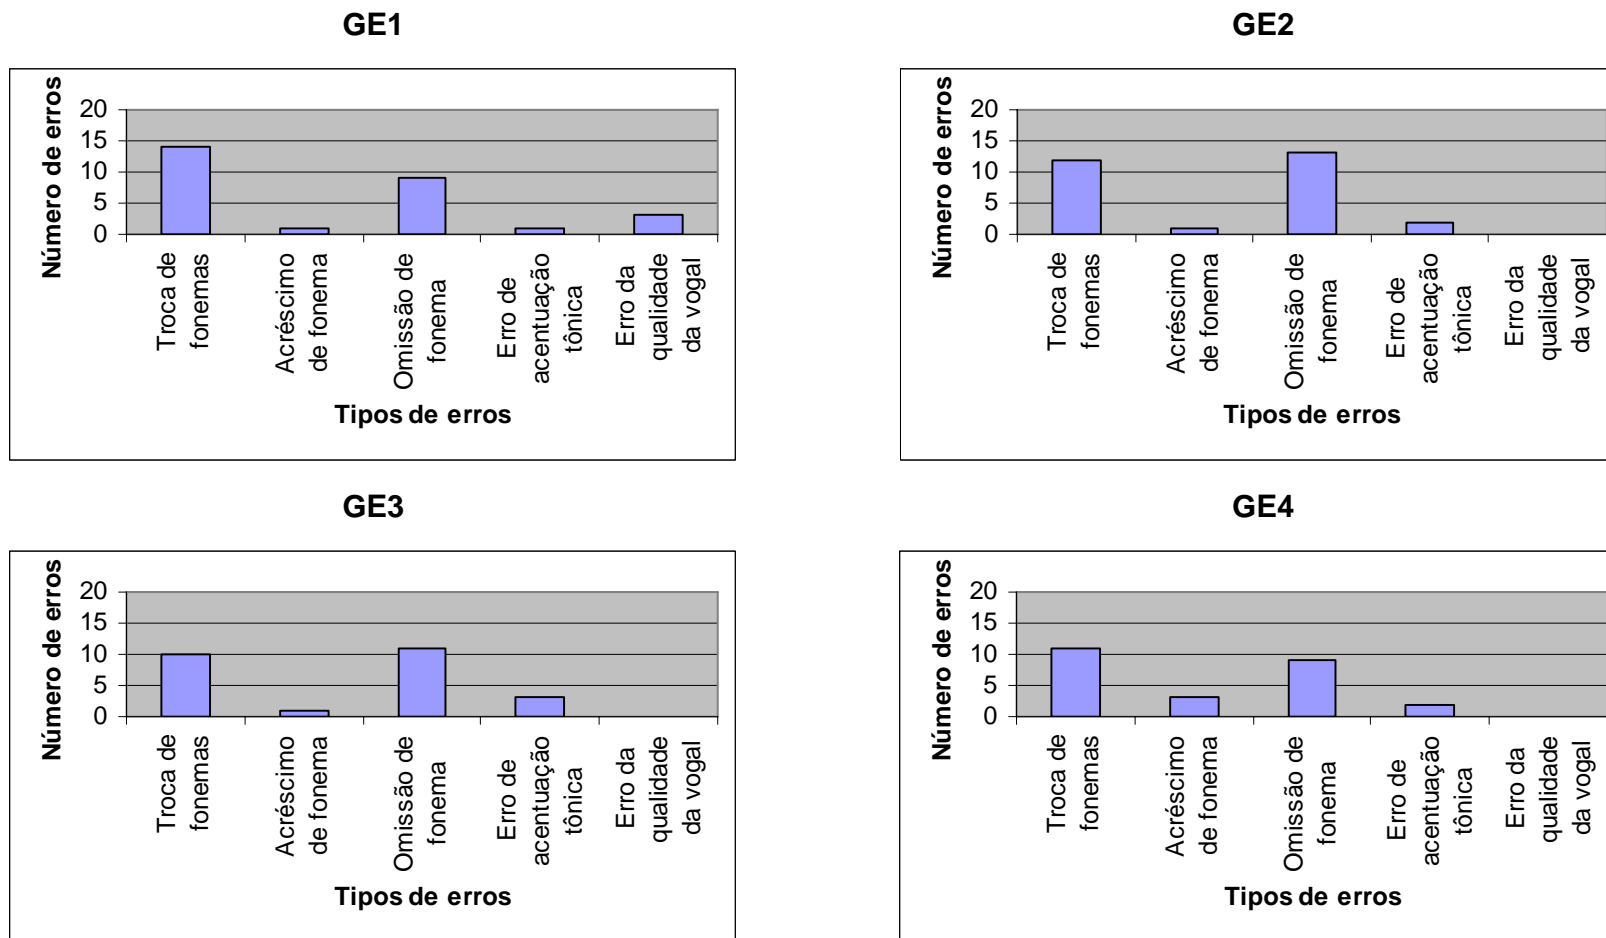 GE1
Número de erros
20
15
10
5
0
Troca de
fonemas
Acréscimo
de fonema
Omissão de
fonema
Erro de
acentuação
tônica
Erro da
qualidade
da vogal
Tipos de erros
GE2
Número de erros
20
15
10
5
0
Troca de
fonemas
Acréscimo
de fonema
Omissão de
fonema
Erro de
acentuação
tônica
Erro da
qualidade
da vogal
Tipos de erros
GE3
Número de erros
20
15
10
5
0
Troca de
fonemas
Acréscimo
de fonema
Omissão de
fonema
Erro de
acentuação
tônica
Erro da
qualidade
da vogal
Tipos de erros
GE4
Número de erros
20
15
10
5
0
Troca de
fonemas
Acréscimo
de fonema
Omissão de
fonema
Erro de
acentuação
tônica
Erro da
qualidade
da vogal
Tipos de erros